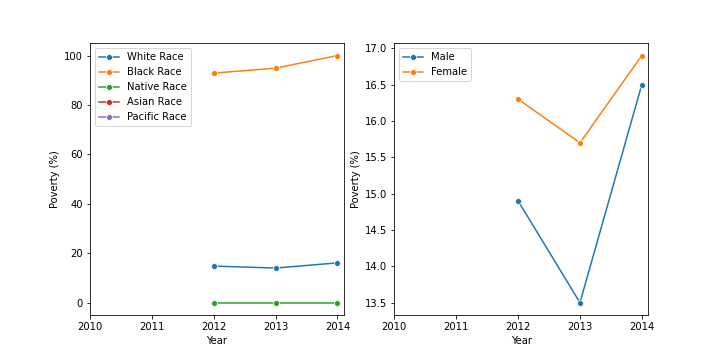 White Race
Black Race
Native Race
Asian Race
Pacific Race
100
80
60
40
20
0
Poverty (%)
2010 2011 2012 2013 2014
Year
Male
Female
17.0
16.5
16.0
15.5
15.0
14.5
14.0
13.5
Poverty (%)
2010 2011 2012 2013 2014
Year